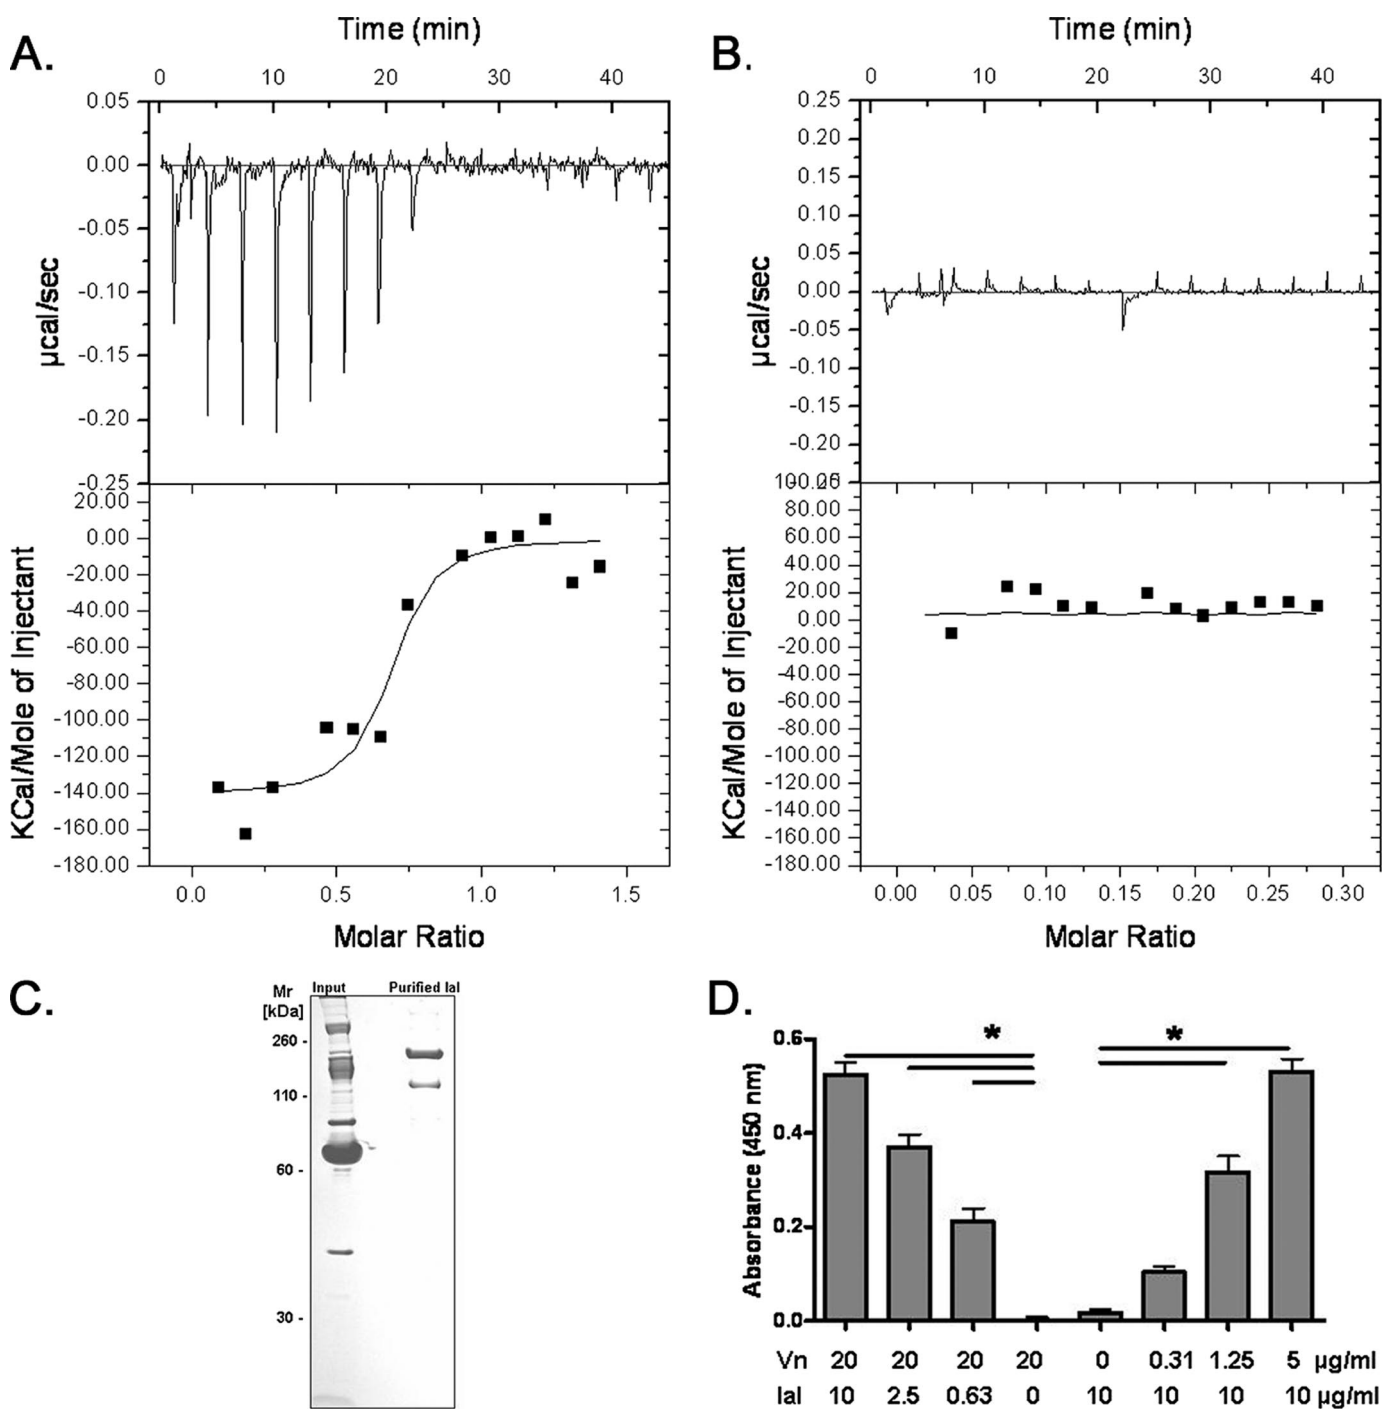 A.
Time (min)
0 10 20 30 40
0.05
0.00
-0.05
-0.10
-0.15
-0.20
-0.25
µcal/sec
20.00
0.00
-20.00
-40.00
-60.00
-80.00
-100.00
-120.00
-140.00
-160.00
-180.00
KCal/Mole of Injectant
0.0 0.5 1.0 1.5
Molar Ratio
B.
Time (min)
0 10 20 30 40
0.25
0.20
0.15
0.10
0.05
0.00
-0.05
-0.10
-0.15
-0.20
µcal/sec
80.00
60.00
40.00
20.00
0.00
-20.00
-40.00
-60.00
-80.00
-100.00
-120.00
-140.00
-160.00
-180.00
KCal/Mole of Injectant
0.00 0.05 0.10 0.15 0.20 0.25 0.30
Molar Ratio
C.
Mr Input Purified IaI
[kDa]
260 -
110 -
60 -
30 -
D.
* *
0.6
0.4
0.2
0.0
Absorbance (450 nm)
Vn 20 20 20 20 0 0.31 1.25 5 µg/ml
IaI 10 2.5 0.63 0 10 10 10 10 µg/ml